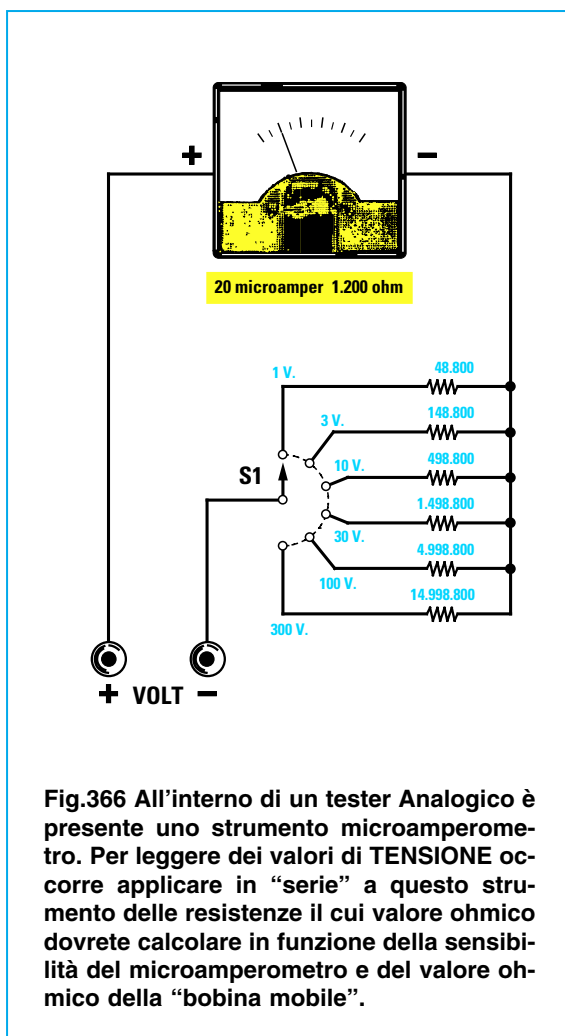 + −
20 microamper 1.200 ohm
1 V. 48.800
3 V. 148.800
S1 10 V. 498.800
30 V. 1.498.800
100 V. 4.998.800
300 V. 14.998.800
+ VOLT −
Fig.366 All’interno di un tester Analogico è
presente uno strumento microamperome-
tro. Per leggere dei valori di TENSIONE oc-
corre applicare in “serie” a questo stru-
mento delle resistenze il cui valore ohmico
dovrete calcolare in funzione della sensibi-
lità del microamperometro e del valore oh-
mico della “bobina mobile”.